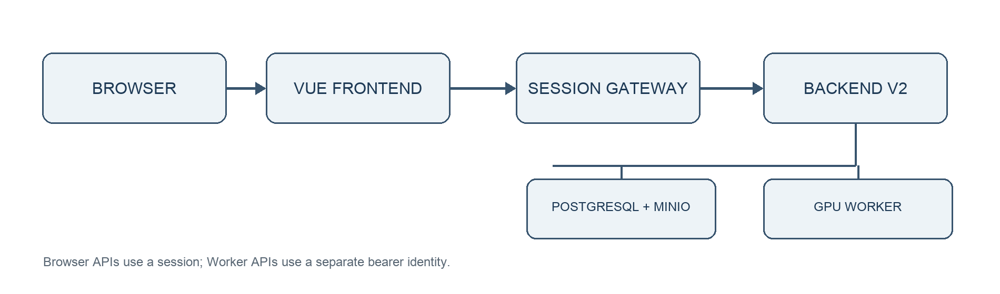 BROWSER
VUE FRONTEND
SESSION GATEWAY
BACKEND V2
POSTGRESQL + MINIO
GPU WORKER
Browser APIs use a session; Worker APIs use a separate bearer identity.